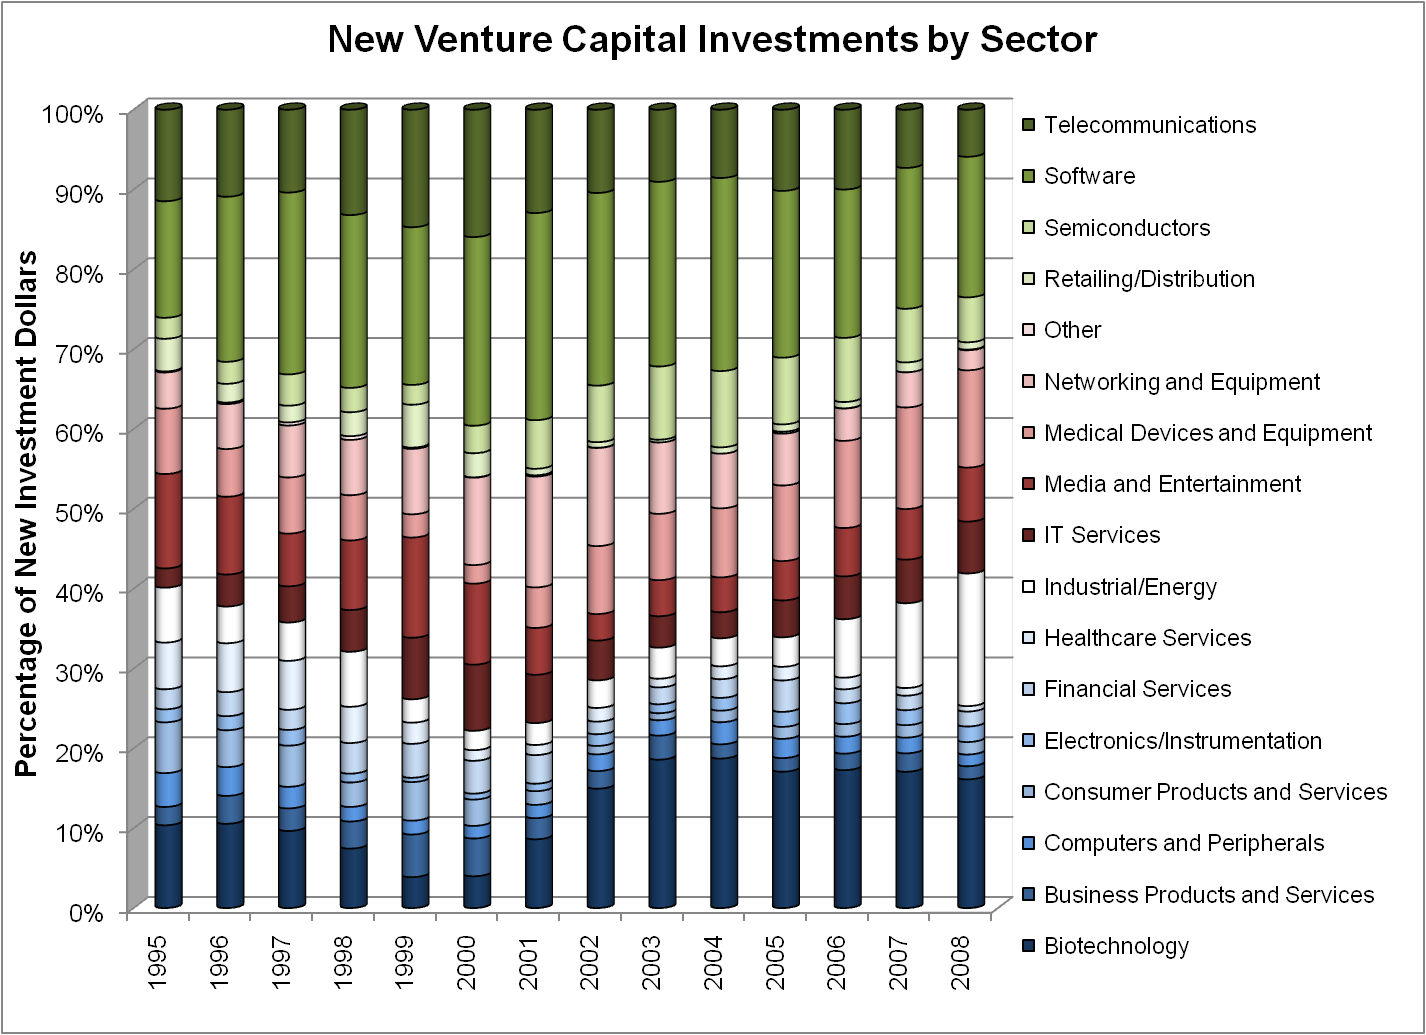 New Venture Capital Investments by Sector
Percentage of New Investment Dollars
100%
90%
80%
70%
60%
50%
40%
30%
20%
10%
0%
1995
1996
1997
1998
1999
2000
2001
2002
2003
2004
2005
2006
2007
2008
Telecommunications
Software
Semiconductors
Retailing/Distribution
Other
Networking and Equipment
Medical Devices and Equipment
Media and Entertainment
IT Services
Industrial/Energy
Healthcare Services
Financial Services
Electronics/Instrumentation
Consumer Products and Services
Computers and Peripherals
Business Products and Services
Biotechnology